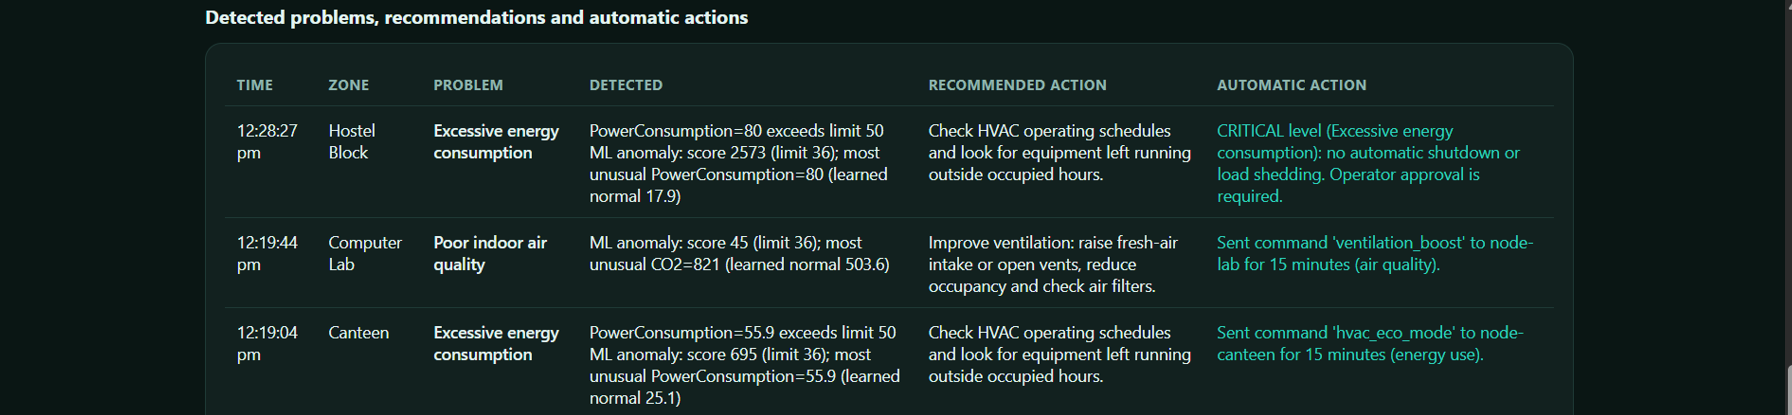 Detected problems, recommendations and automatic actions
TIME ZONE PROBLEM DETECTED RECOMMENDED ACTION AUTOMATIC ACTION
12:28:27
pm
Hostel
Block
Excessive energy
consumption
PowerConsumption=80 exceeds limit 50
ML anomaly: score 2573 (limit 36); most
unusual PowerConsumption=80 (learned
normal 17.9)
Check HVAC operating schedules
and look for equipment left running
outside occupied hours.
CRITICAL level (Excessive energy
consumption): no automatic shutdown or
load shedding. Operator approval is
required.
12:19:44
pm
Computer
Lab
Poor indoor air
quality
ML anomaly: score 45 (limit 36); most
unusual CO2=821 (learned normal 503.6)
Improve ventilation: raise fresh-air
intake or open vents, reduce
occupancy and check air filters.
Sent command 'ventilation_boost' to node-
lab for 15 minutes (air quality).
12:19:04
pm
Canteen
Excessive energy
consumption
PowerConsumption=55.9 exceeds limit 50
ML anomaly: score 695 (limit 36); most
unusual PowerConsumption=55.9 (learned
normal 25.1)
Check HVAC operating schedules
and look for equipment left running
outside occupied hours.
Sent command 'hvac_eco_mode' to node-
canteen for 15 minutes (energy use).